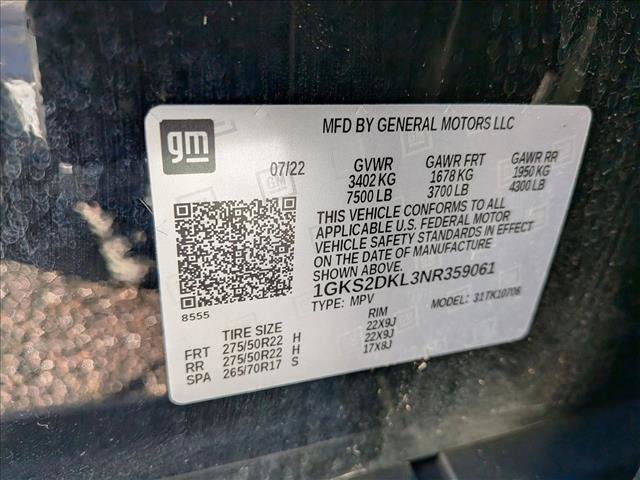 gm
MFD BY GENERAL MOTORS LLC
07/22 GVWR GAWR FRT GAWR RR
3402 KG 1678 KG 1950 KG
7500 LB 3700 LB 4300 LB
THIS VEHICLE CONFORMS TO ALL
APPLICABLE U.S. FEDERAL MOTOR
VEHICLE SAFETY STANDARDS IN EFFECT
ON THE DATE OF MANUFACTURE
SHOWN ABOVE.
1GKS2DKL3NR359061
8555 TYPE: MPV MODEL: 31TK10706
TIRE SIZE RIM
FRT 275/50R22 H 22X9J
RR 275/50R22 H 22X9J
SPA 265/70R17 S 17X8J